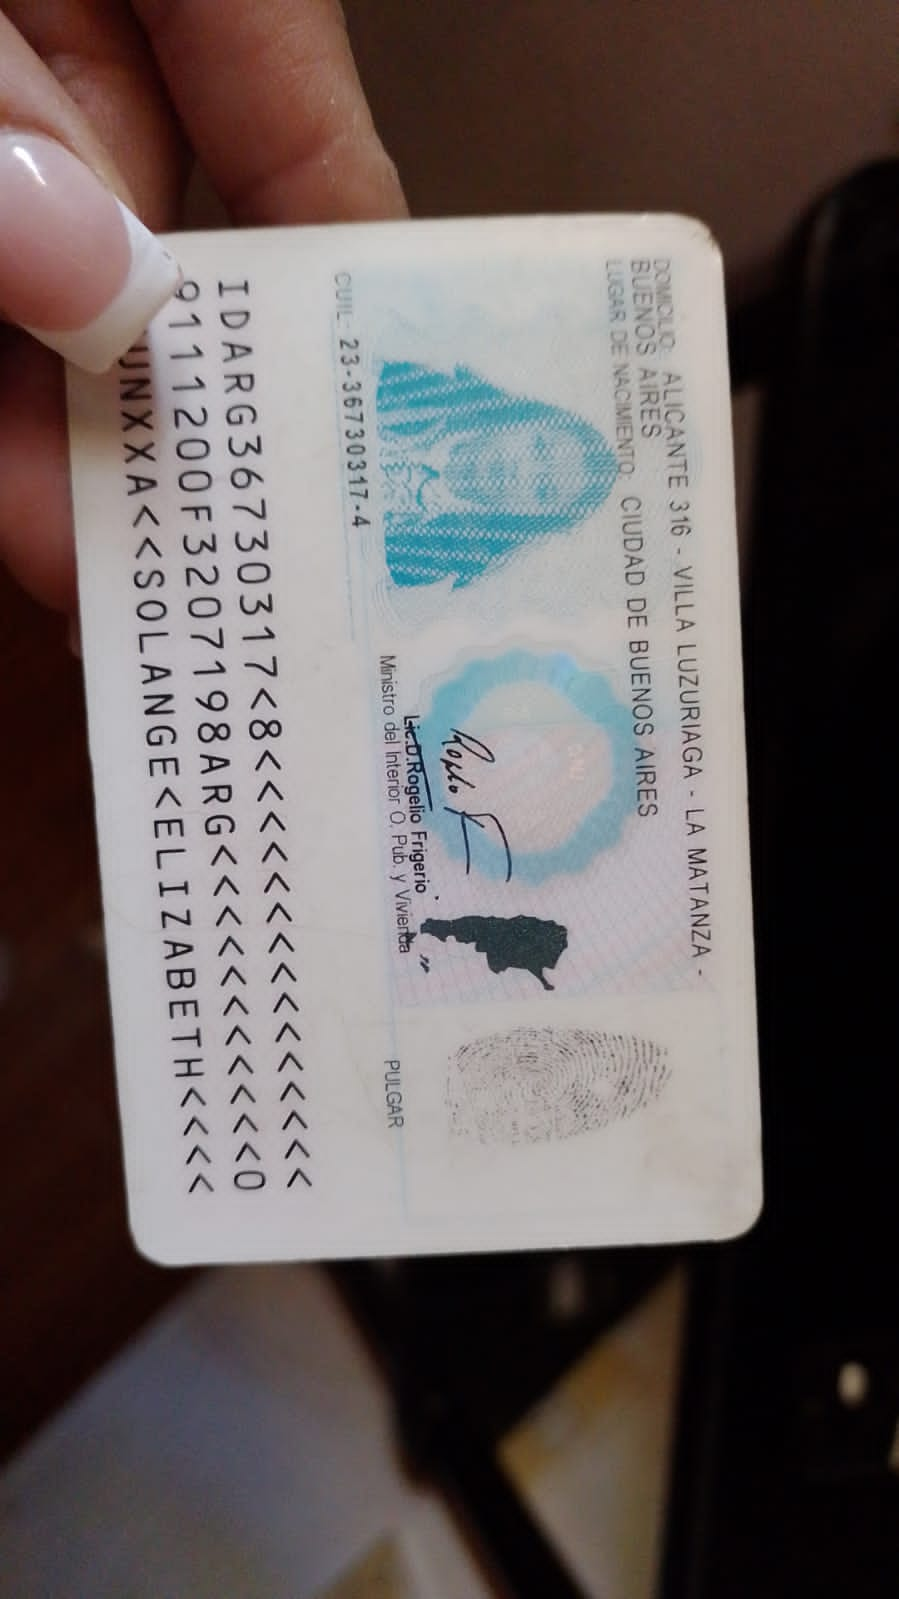 DOMICILIO: ALICANTE 316 - VILLA LUZURIAGA - LA MATANZA -
BUENOS AIRES
LUGAR DE NACIMIENTO: CIUDAD DE BUENOS AIRES
DNI
Lic.D.Rogelio Frigerio
Ministro del Interior O. Pub. y Vivienda
PULGAR
CUIL: 23-36730317-4
IDARG36730317<8<<<<<<<<<<<<<<<
9111200F3207198ARG<<<<<<<<<<<0
UNXXA<<SOLANGE<ELIZABETH<<<<